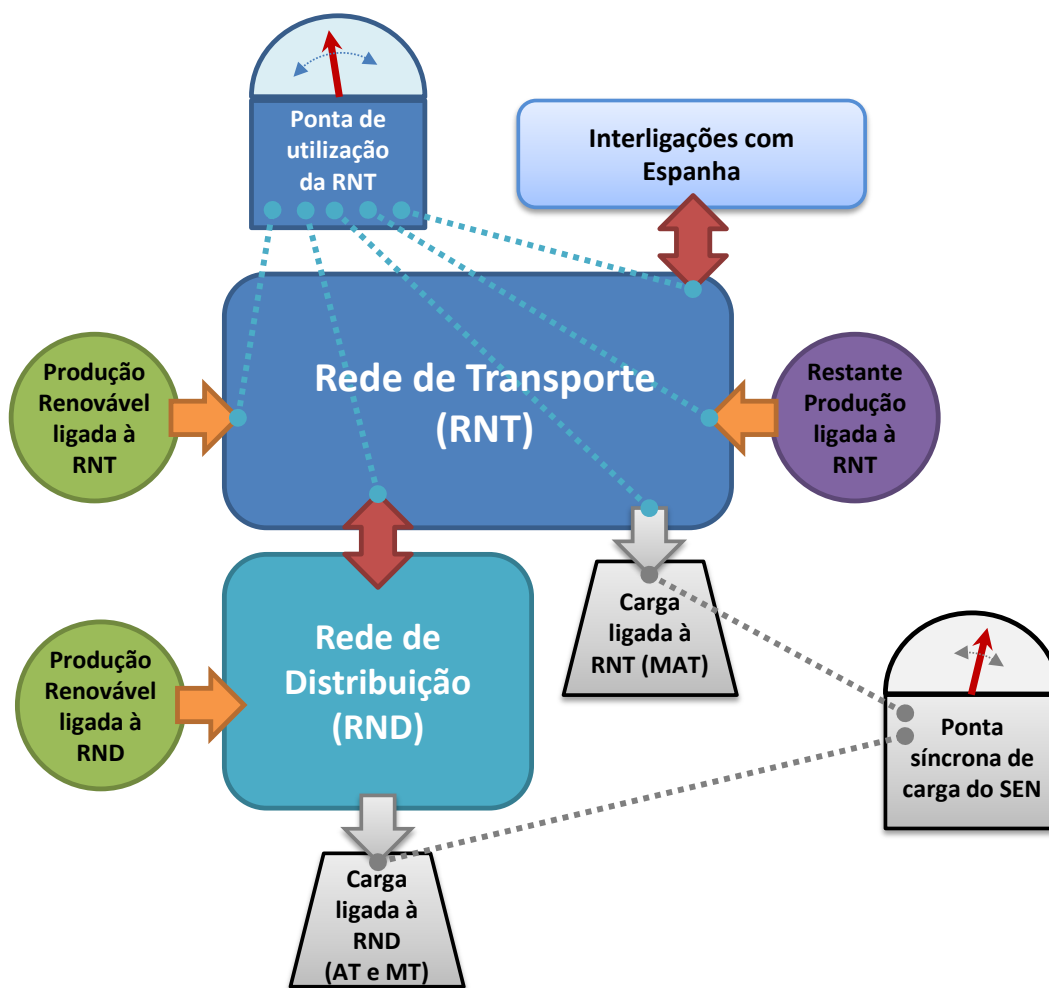 Ponta de
utilização
da RNT
Interligações com
Espanha
Produção
Renovável
ligada à
RNT
Rede de Transporte
(RNT)
Restante
Produção
ligada à
RNT
Carga
ligada à
RNT (MAT)
Produção
Renovável
ligada à
RND
Rede de
Distribuição
(RND)
Ponta
síncrona de
carga do SEN
Carga
ligada à
RND
(AT e MT)